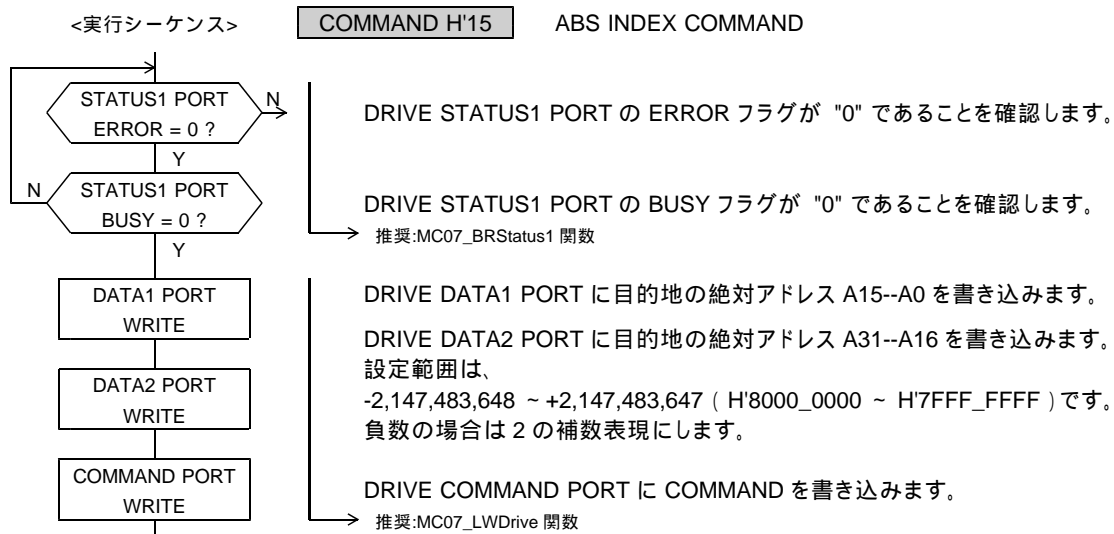 <実行シーケンス>
COMMAND H'15
ABS INDEX COMMAND
STATUS1 PORT
ERROR = 0 ?
N
Y
DRIVE STATUS1 PORT の ERROR フラグが "0" であることを確認します。
STATUS1 PORT
BUSY = 0 ?
N
Y
DRIVE STATUS1 PORT の BUSY フラグが "0" であることを確認します。
推奨:MC07_BRStatus1 関数
DATA1 PORT
WRITE
DRIVE DATA1 PORT に目的地の絶対アドレス A15--A0 を書き込みます。
DATA2 PORT
WRITE
DRIVE DATA2 PORT に目的地の絶対アドレス A31--A16 を書き込みます。
設定範囲は、
-2,147,483,648 ~ +2,147,483,647 ( H'8000_0000 ~ H'7FFF_FFFF ) です。
負数の場合は 2 の補数表現にします。
COMMAND PORT
WRITE
DRIVE COMMAND PORT に COMMAND を書き込みます。
推奨:MC07_LWDrive 関数